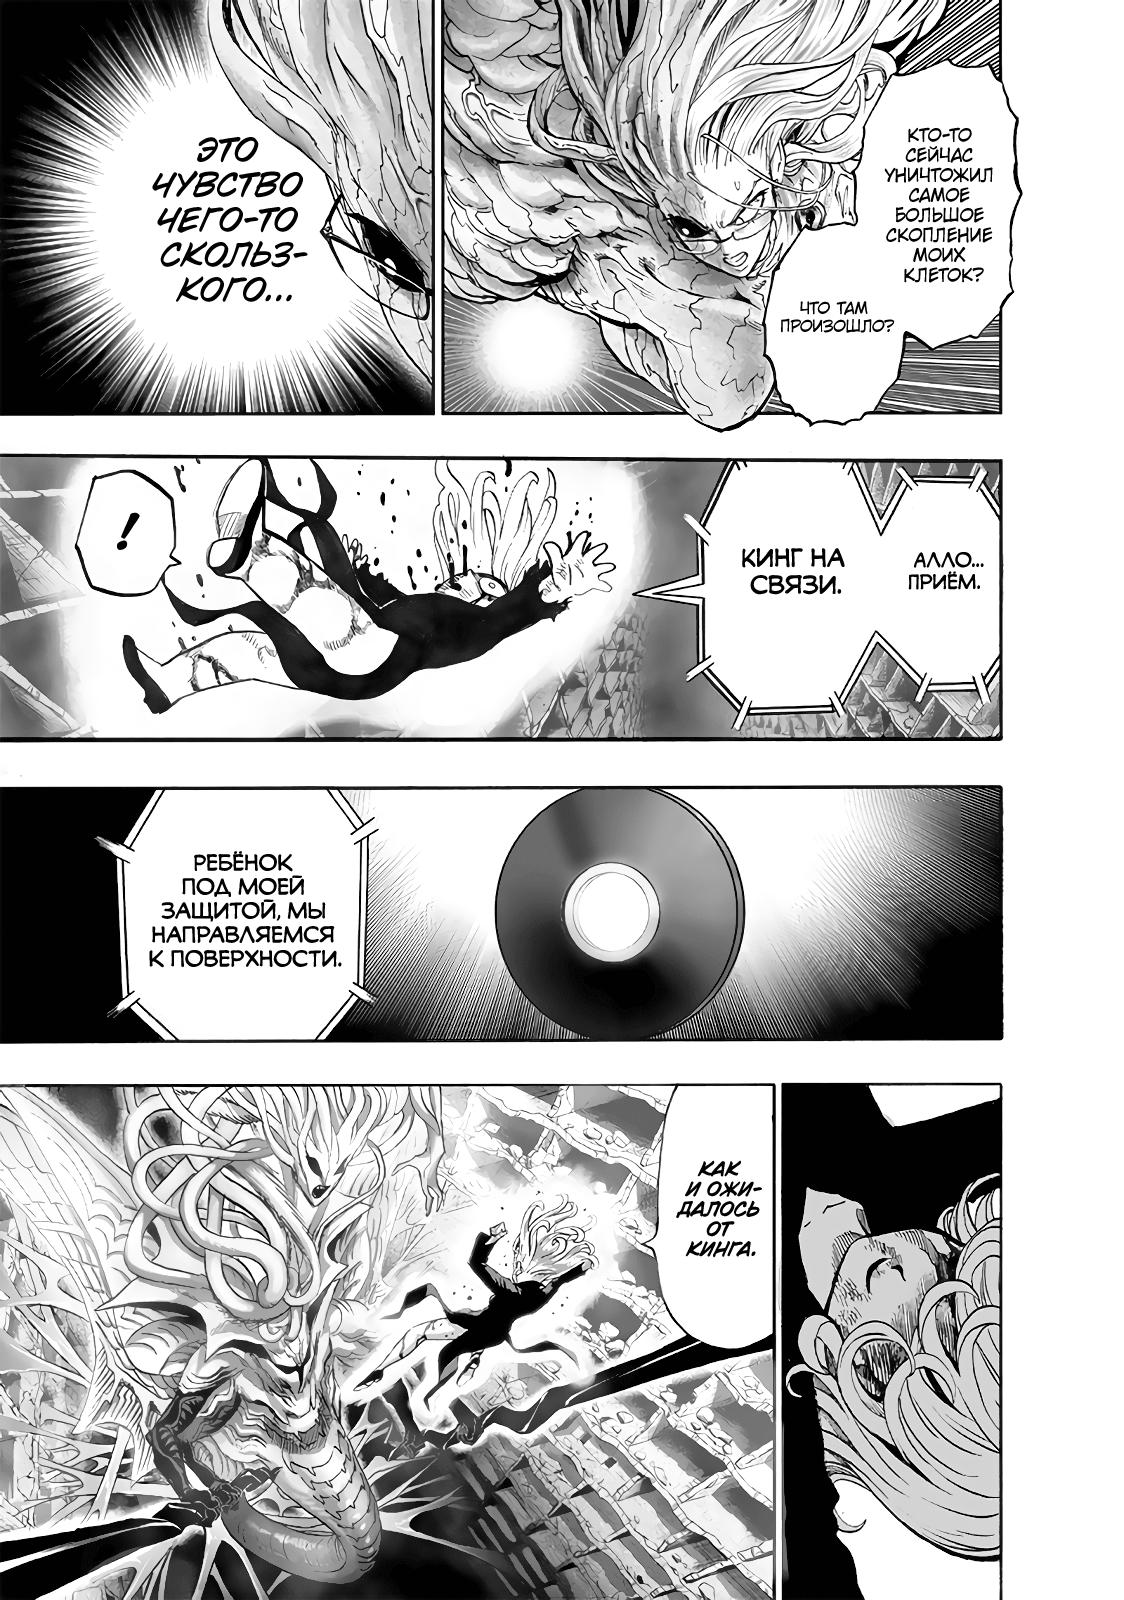 КТО-ТО
СЕЙЧАС
УНИЧТОЖИЛ
САМОЕ
БОЛЬШОЕ
СКОПЛЕНИЕ
МОИХ
КЛЕТОК?
ЧТО ТАМ
ПРОИЗОШЛО?
ЭТО
ЧУВСТВО
ЧЕГО-ТО
СКОЛЬЗ-
КОГО...
АЛЛО...
ПРИЁМ.
КИНГ НА
СВЯЗИ.
!
РЕБЁНОК
ПОД МОЕЙ
ЗАЩИТОЙ, МЫ
НАПРАВЛЯЕМСЯ
К ПОВЕРХНОСТИ.
КАК
И ОЖИ-
ДАЛОСЬ
ОТ
КИНГА.